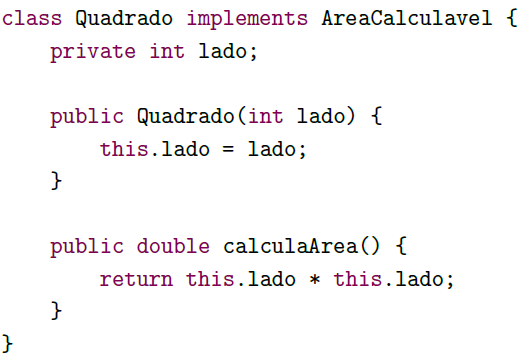 class Quadrado implements AreaCalculavel {
    private int lado;

    public Quadrado(int lado) {
        this.lado = lado;
    }

    public double calculaArea() {
        return this.lado * this.lado;
    }
}